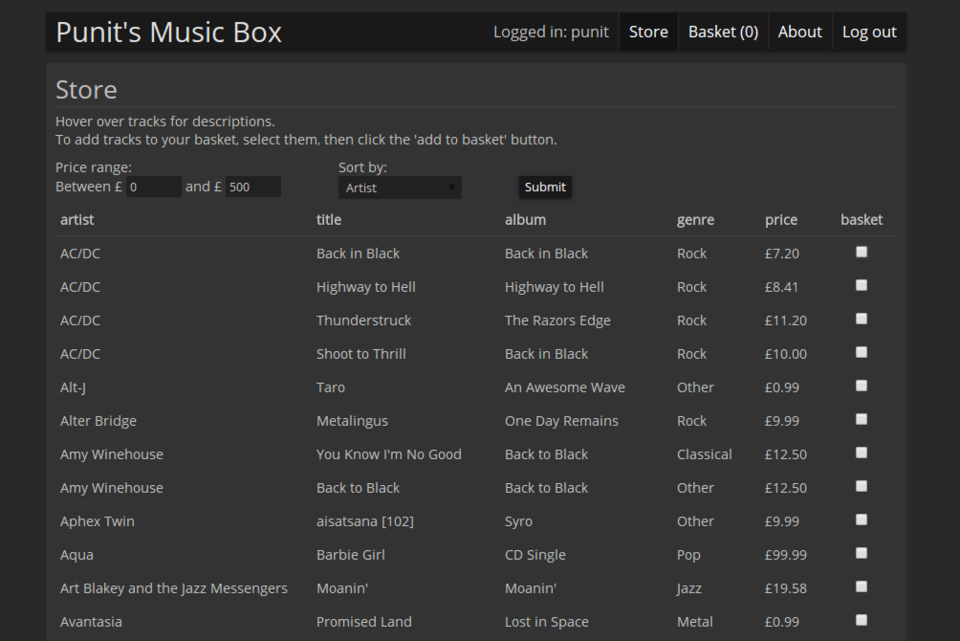 Punit's Music Box Logged in: punit Store Basket (0) About Log out
Store
Hover over tracks for descriptions.
To add tracks to your basket, select them, then click the 'add to basket' button.
Price range: Sort by:
Between £ 0 and £ 500 Artist Submit
artist title album genre price basket
AC/DC Back in Black Back in Black Rock £7.20
AC/DC Highway to Hell Highway to Hell Rock £8.41
AC/DC Thunderstruck The Razors Edge Rock £11.20
AC/DC Shoot to Thrill Back in Black Rock £10.00
Alt-J Taro An Awesome Wave Other £0.99
Alter Bridge Metalingus One Day Remains Rock £9.99
Amy Winehouse You Know I'm No Good Back to Black Classical £12.50
Amy Winehouse Back to Black Back to Black Other £12.50
Aphex Twin aisatsana [102] Syro Other £9.99
Aqua Barbie Girl CD Single Pop £99.99
Art Blakey and the Jazz Messengers Moanin' Moanin' Jazz £19.58
Avantasia Promised Land Lost in Space Metal £0.99